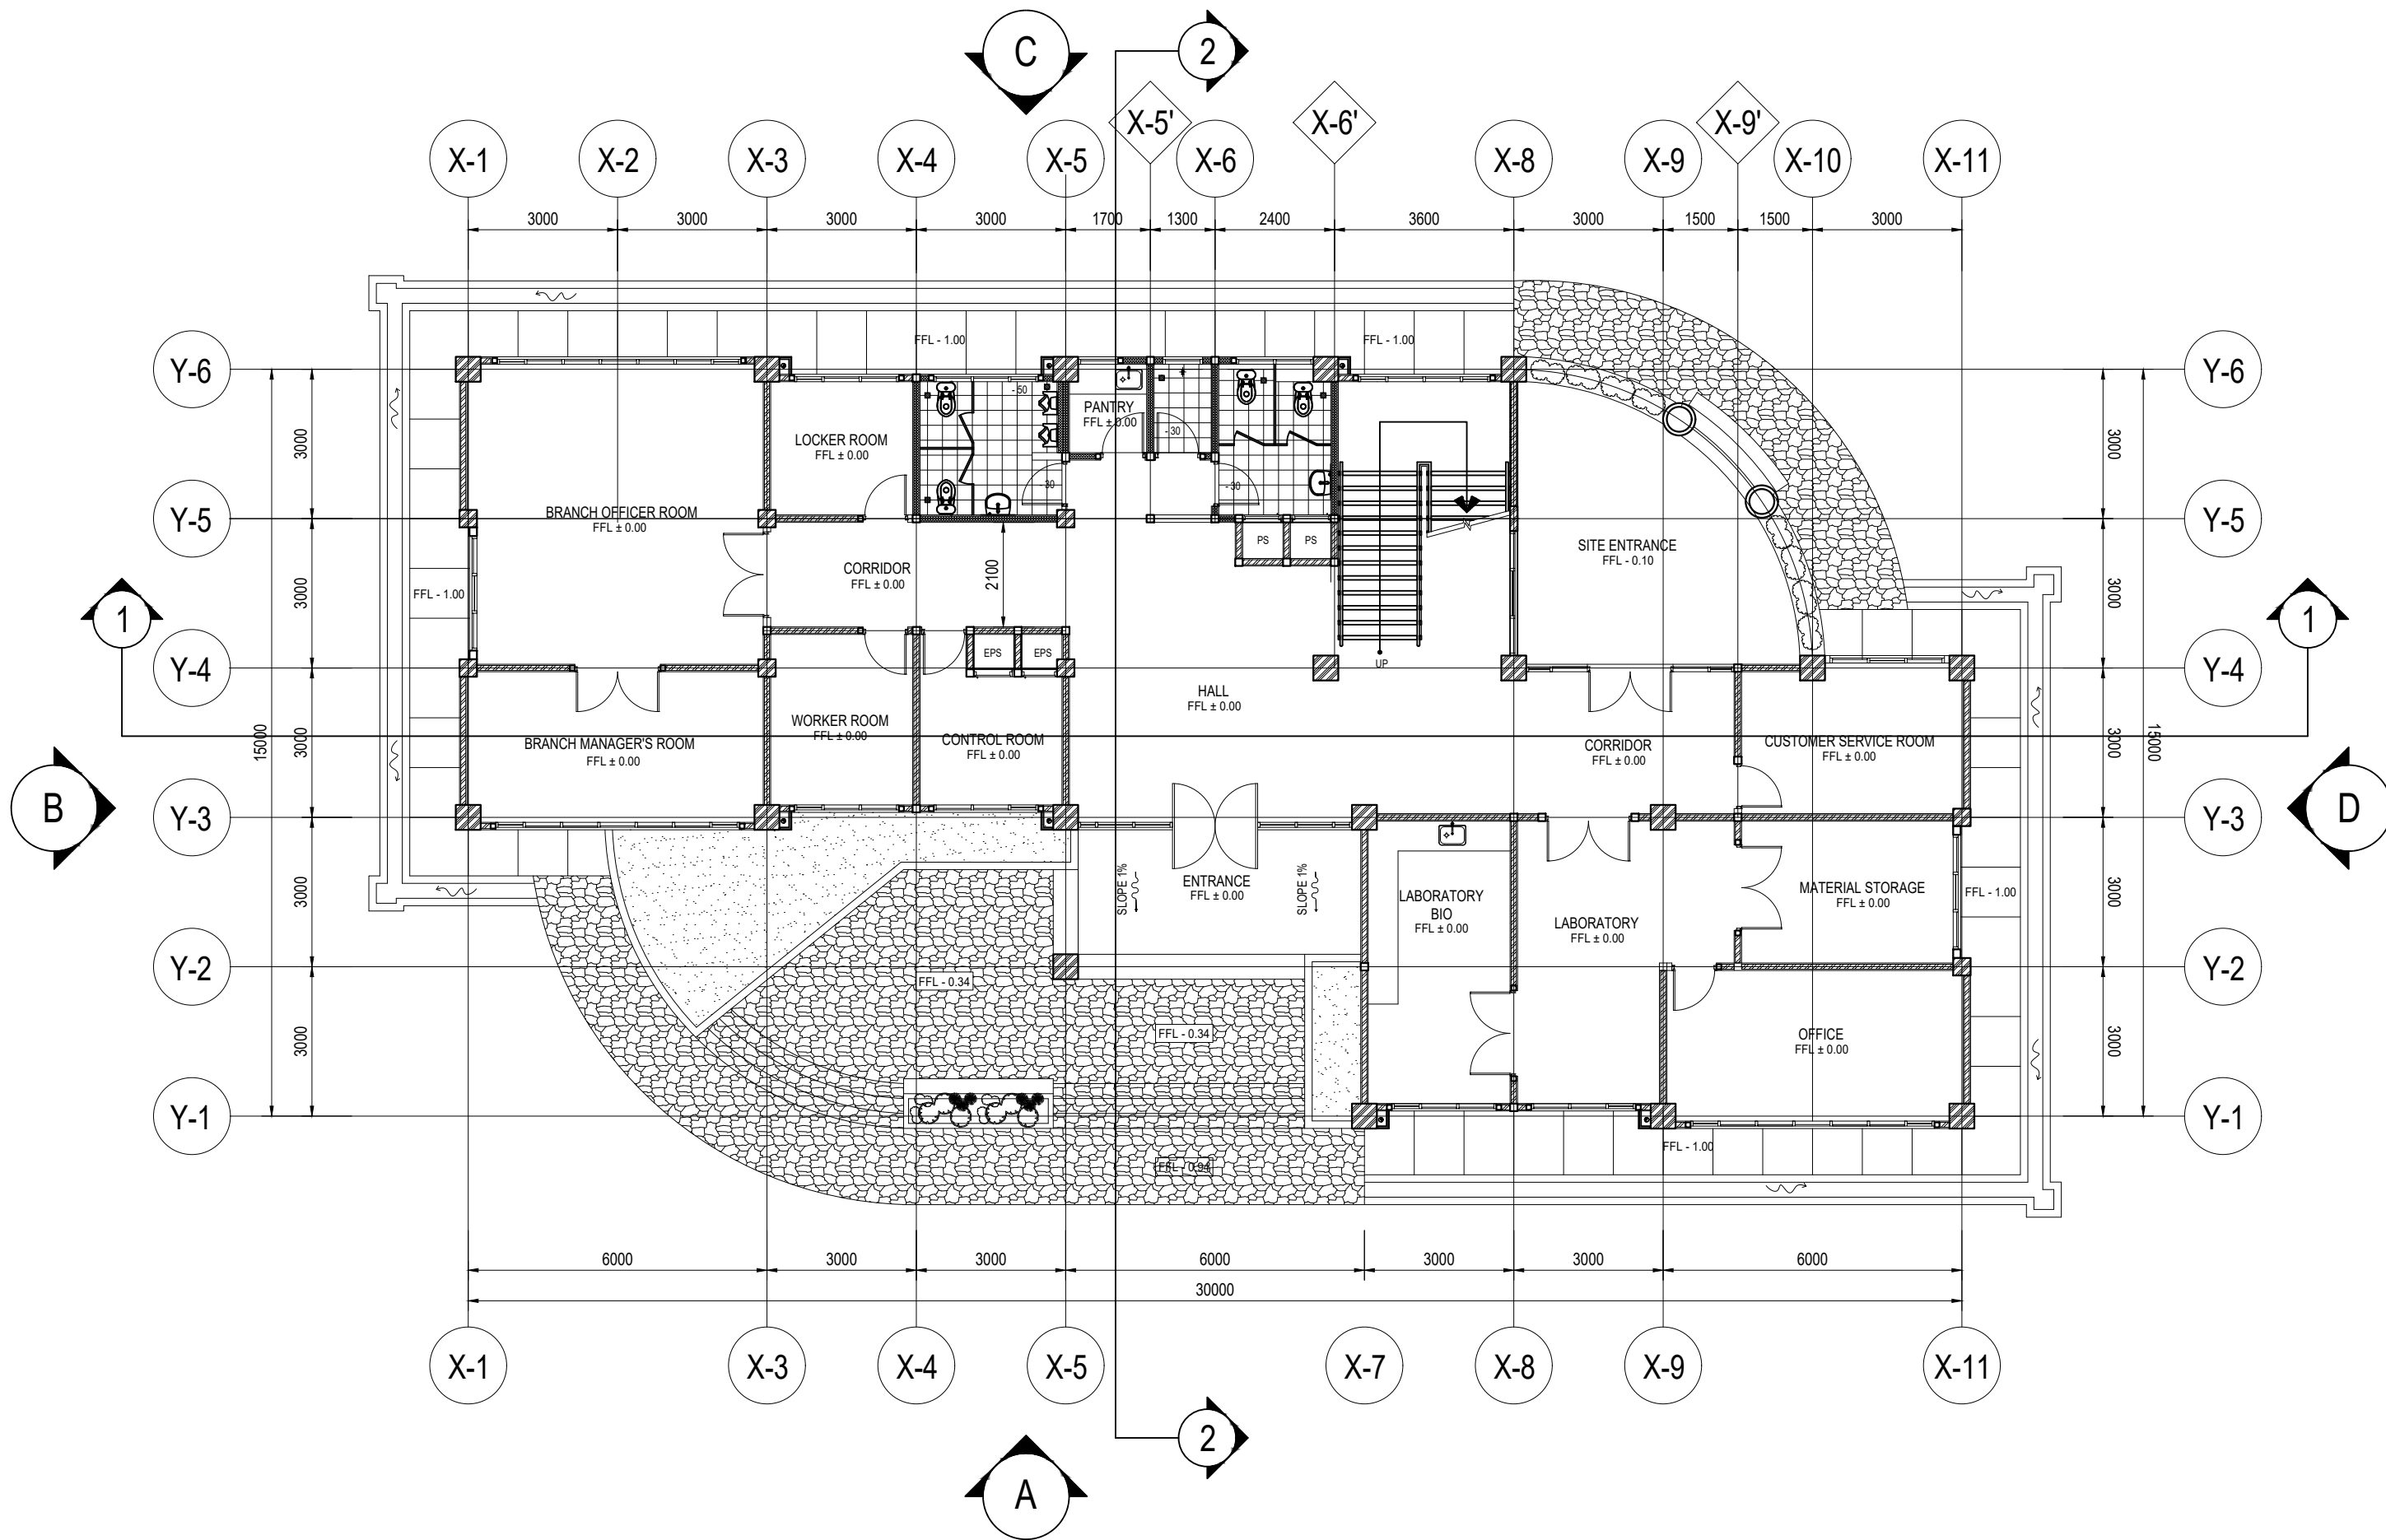 C
2
X-5'
X-6'
X-9'
X-1
X-2
X-3
X-4
X-5
X-6
X-8
X-9
X-10
X-11
3000
3000
3000
3000
1700
1300
2400
3600
3000
1500
1500
3000
FFL - 1.00
FFL - 1.00
Y-6
Y-6
- 50
PANTRY
FFL ± 0.00
- 30
LOCKER ROOM
FFL ± 0.00
3000
3000
- 30
- 30
Y-5
Y-5
BRANCH OFFICER ROOM
FFL ± 0.00
PS
PS
SITE ENTRANCE
FFL - 0.10
CORRIDOR
FFL ± 0.00
2100
3000
3000
FFL - 1.00
1
1
EPS
EPS
UP
Y-4
Y-4
HALL
FFL ± 0.00
WORKER ROOM
FFL ± 0.00
CONTROL ROOM
FFL ± 0.00
BRANCH MANAGER'S ROOM
FFL ± 0.00
CORRIDOR
FFL ± 0.00
CUSTOMER SERVICE ROOM
FFL ± 0.00
15000
3000
3000
15000
B
D
Y-3
Y-3
SLOPE 1%
ENTRANCE
FFL ± 0.00
SLOPE 1%
LABORATORY
BIO
FFL ± 0.00
LABORATORY
FFL ± 0.00
MATERIAL STORAGE
FFL ± 0.00
FFL - 1.00
3000
3000
Y-2
Y-2
FFL - 0.34
FFL - 0.34
OFFICE
FFL ± 0.00
3000
3000
Y-1
Y-1
FFL - 1.00
FFL - 0.94
6000
3000
3000
6000
3000
3000
6000
30000
X-1
X-3
X-4
X-5
X-7
X-8
X-9
X-11
2
A